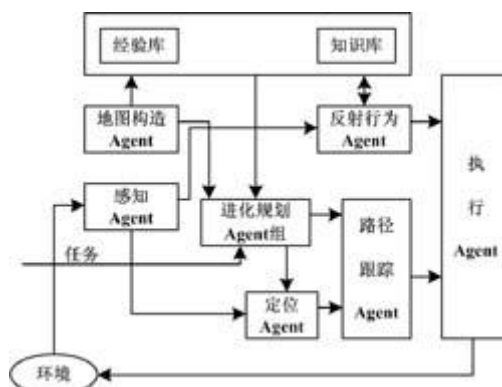 经验库
知识库
地图构造
Agent
反射行为
Agent
执
行
Agent
感知
Agent
进化规划
Agent组
路径
跟踪
Agent
任务
定位
Agent
环境